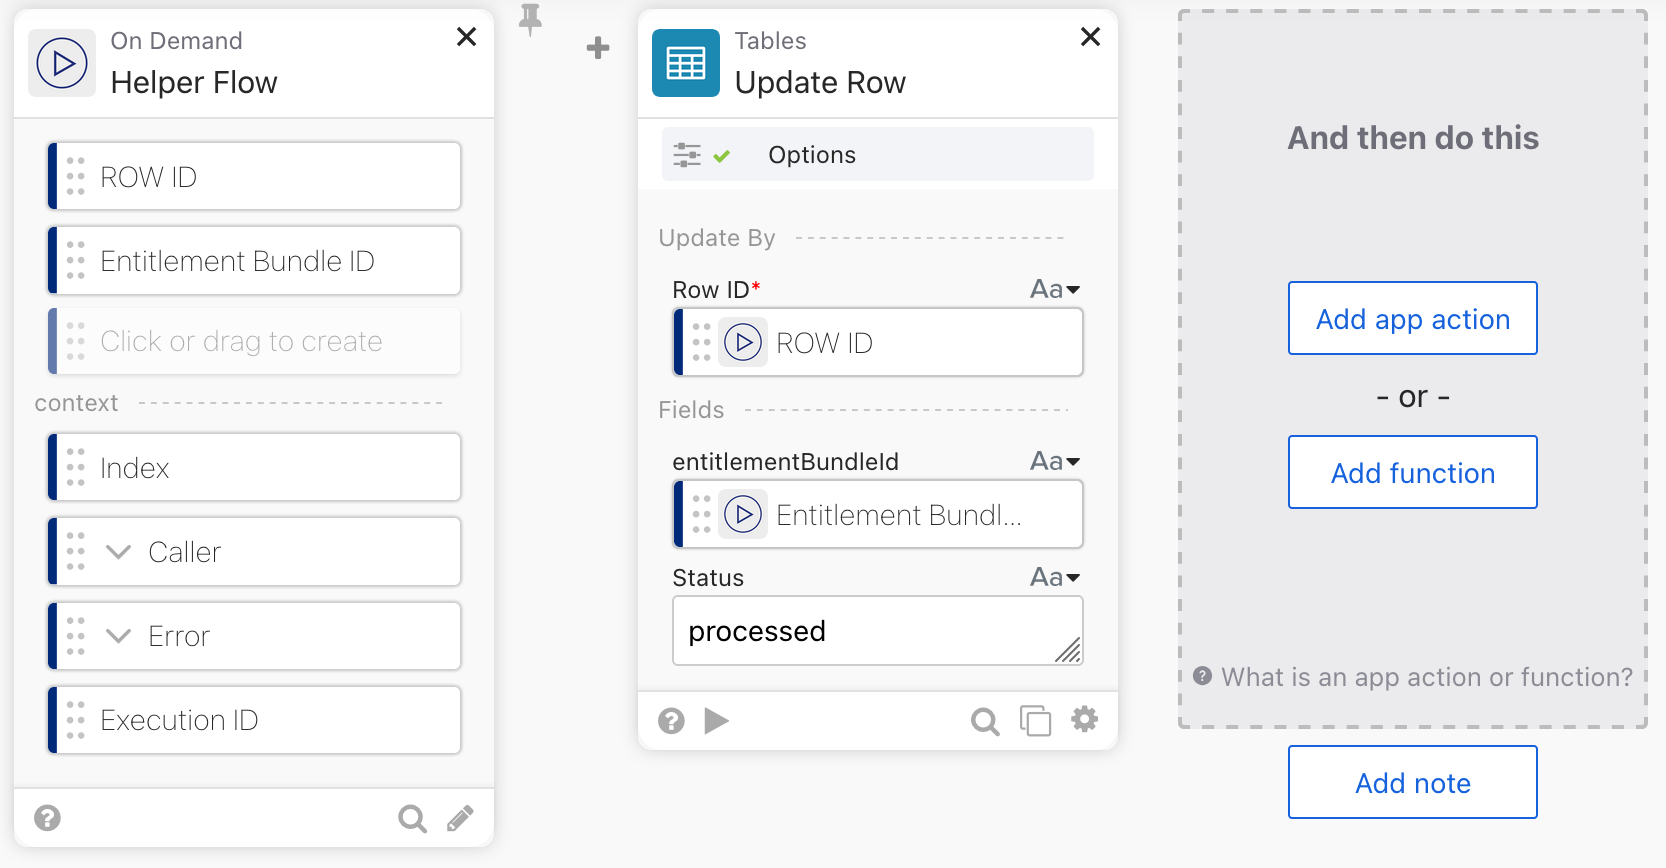 On Demand
Helper Flow
ROW ID
Entitlement Bundle ID
Click or drag to create
context
Index
Caller
Error
Execution ID
Tables
Update Row
Options
Update By
Row ID*
Aa
ROW ID
Fields
entitlementBundleId
Aa
Entitlement Bundl...
Status
Aa
processed
And then do this
Add app action
- or -
Add function
What is an app action or function?
Add note